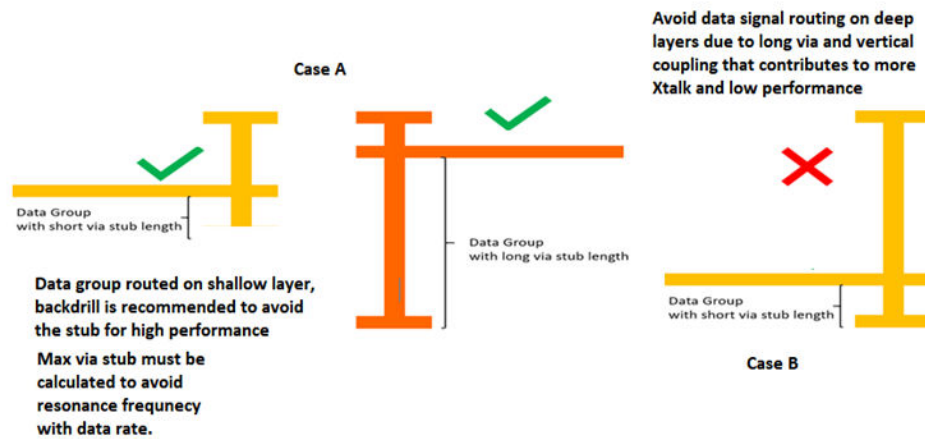 Case A
Data Group
with short via stub length
Data group routed on shallow layer,
backdrill is recommended to avoid
the stub for high performance
Max via stub must be
calculated to avoid
resonance frequnecy
with data rate.
Data Group
with long via stub length
Avoid data signal routing on deep
layers due to long via and vertical
coupling that contributes to more
Xtalk and low performance
Data Group
with short via stub length
Case B